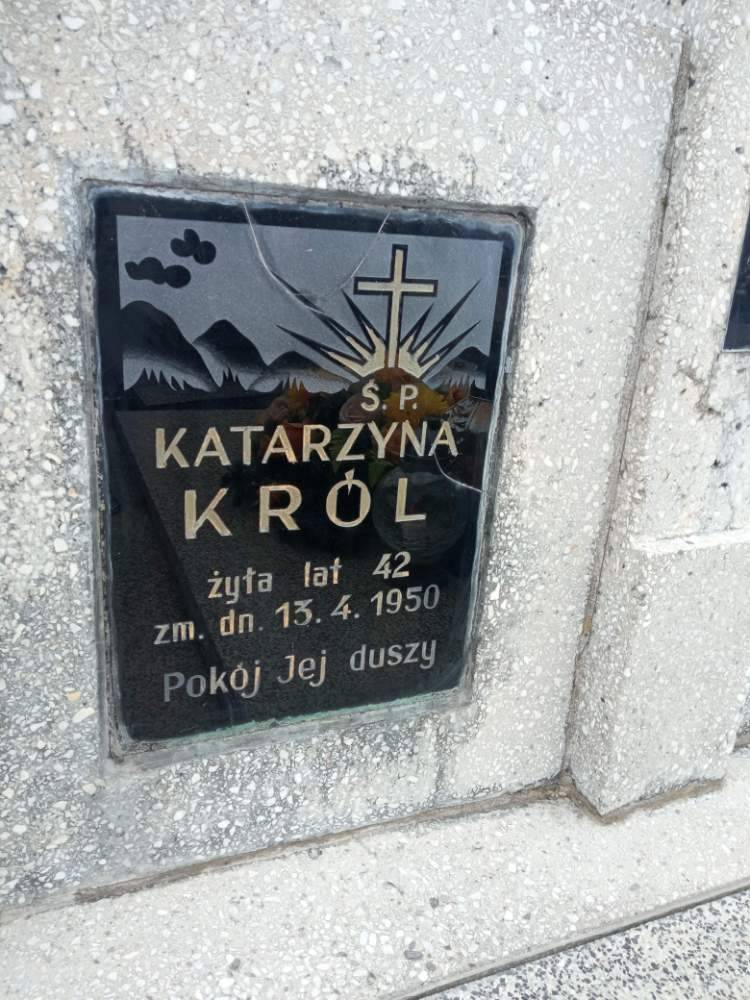 Ś. P.
KATARZYNA
KRÓL
żyła lat 42
zm. dn. 13. 4. 1950
Pokój Jej duszy